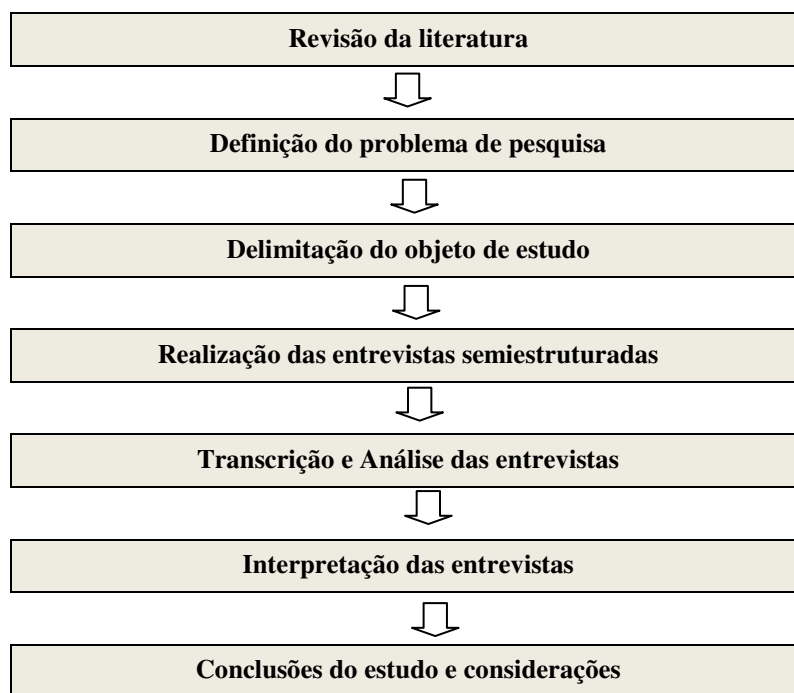 Revisão da literatura
Definição do problema de pesquisa
Delimitação do objeto de estudo
Realização das entrevistas semiestruturadas
Transcrição e Análise das entrevistas
Interpretação das entrevistas
Conclusões do estudo e considerações